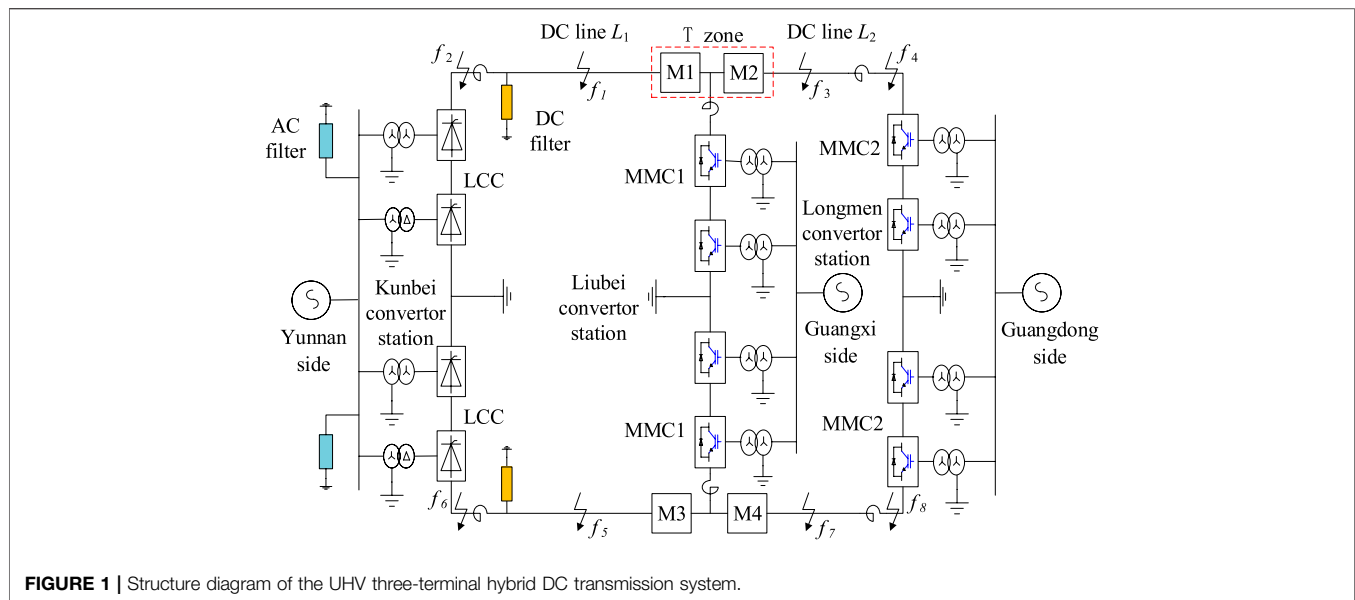 DC line L1
T zone
DC line L2
f2
f4
M1
M2
f1
f3
AC
filter
DC
filter
MMC1
MMC2
LCC
Longmen
convertor
station
Kunbei
convertor
station
Liubei
convertor
station
Yunnan
side
Guangxi
side
Guangdong
side
LCC
MMC1
MMC2
f6
f8
M3
M4
f5
f7
FIGURE 1 | Structure diagram of the UHV three-terminal hybrid DC transmission system.